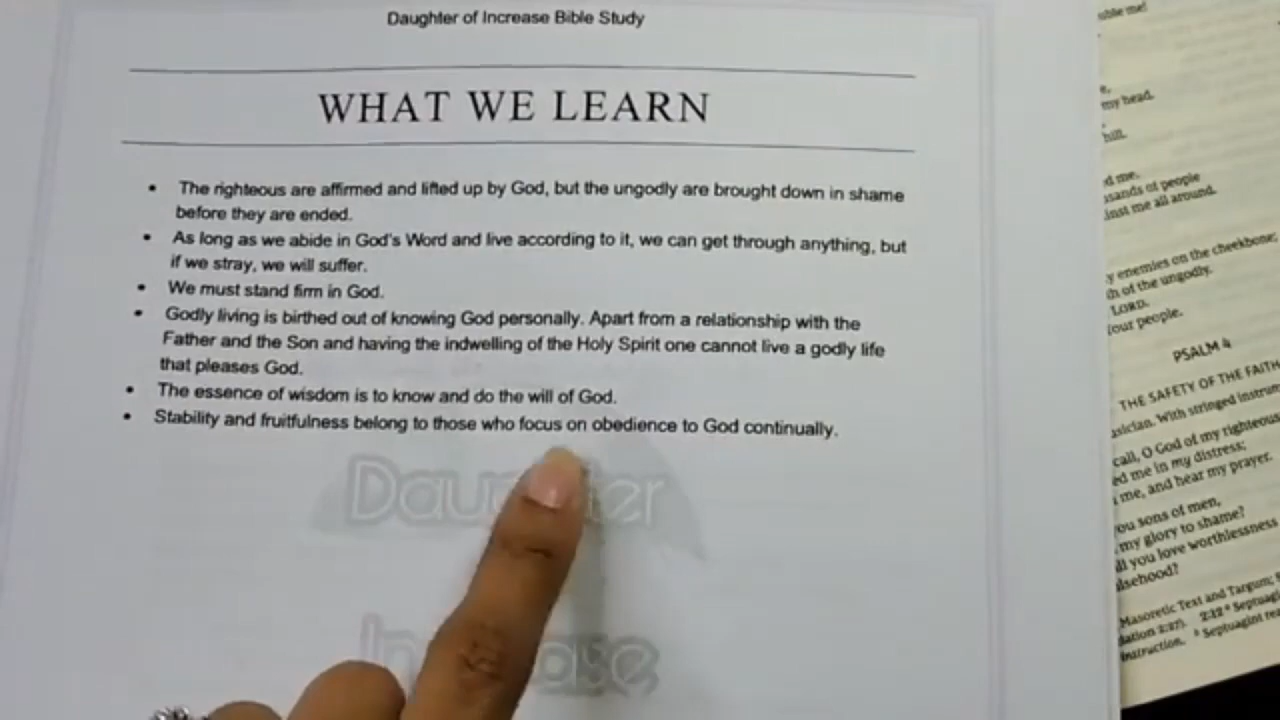 Daughter of Increase Bible Study
WHAT WE LEARN
• The righteous are affirmed and lifted up by God, but the ungodly are brought down in shame
before they are ended.
• As long as we abide in God's Word and live according to it, we can get through anything, but
if we stray, we will suffer.
• We must stand firm in God.
• Godly living is birthed out of knowing God personally. Apart from a relationship with the
Father and the Son and having the indwelling of the Holy Spirit one cannot live a godly life
that pleases God.
• The essence of wisdom is to know and do the will of God.
• Stability and fruitfulness belong to those who focus on obedience to God continually.
my head.
hill.
me.
of people
me all around.
enemies on the cheekbone;
of the ungodly.
LORD.
your people.
PSALM 4
THE SAFETY OF THE
With stringed
call, O God of my
me in my distress;
me, and hear my prayer.
you sons of men,
my glory to shame?
you love worthlessness
Masoretic Text and Targum;
2:27). 2:12
instruction. Septuagint